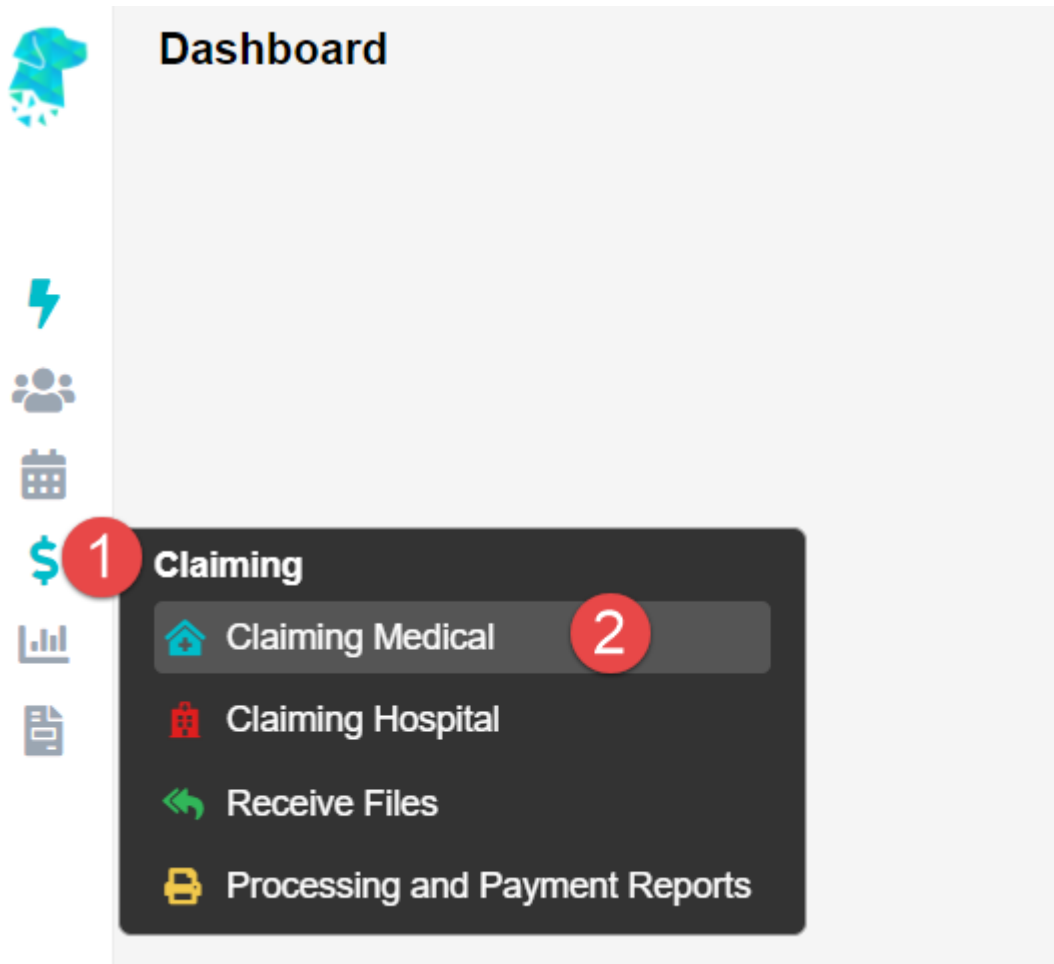 Dashboard
$
1 Claiming
Claiming Medical 2
Claiming Hospital
Receive Files
Processing and Payment Reports